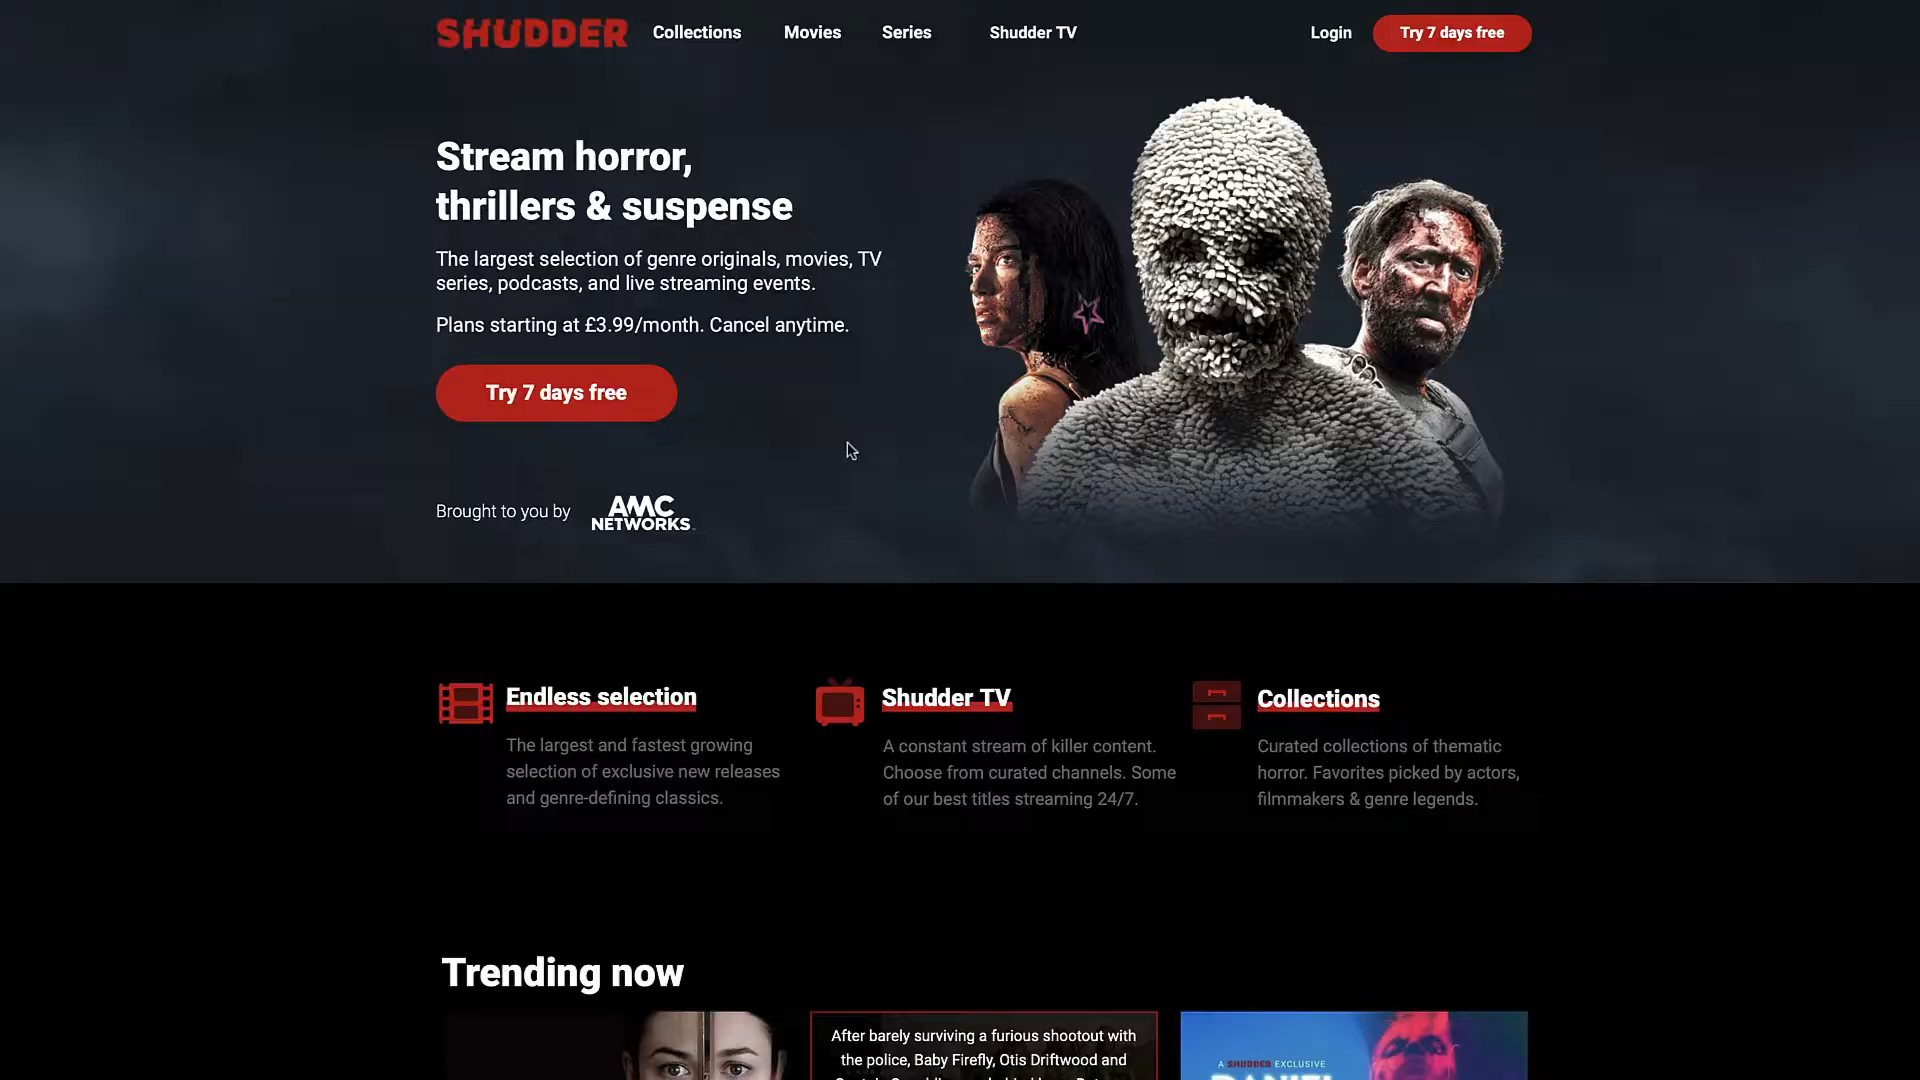 SHUDDER Collections Movies Series Shudder TV Login Try 7 days free
Stream horror,
thrillers & suspense
The largest selection of genre originals, movies, TV
series, podcasts, and live streaming events.
Plans starting at £3.99/month. Cancel anytime.
Try 7 days free
Brought to you by AMC NETWORKS
Endless selection
The largest and fastest growing
selection of exclusive new releases
and genre-defining classics.
Shudder TV
A constant stream of killer content.
Choose from curated channels. Some
of our best titles streaming 24/7.
Collections
Curated collections of thematic
horror. Favorites picked by actors,
filmmakers & genre legends.
Trending now
After barely surviving a furious shootout with
the police, Baby Firefly, Otis Driftwood and
A SHUDDER EXCLUSIVE